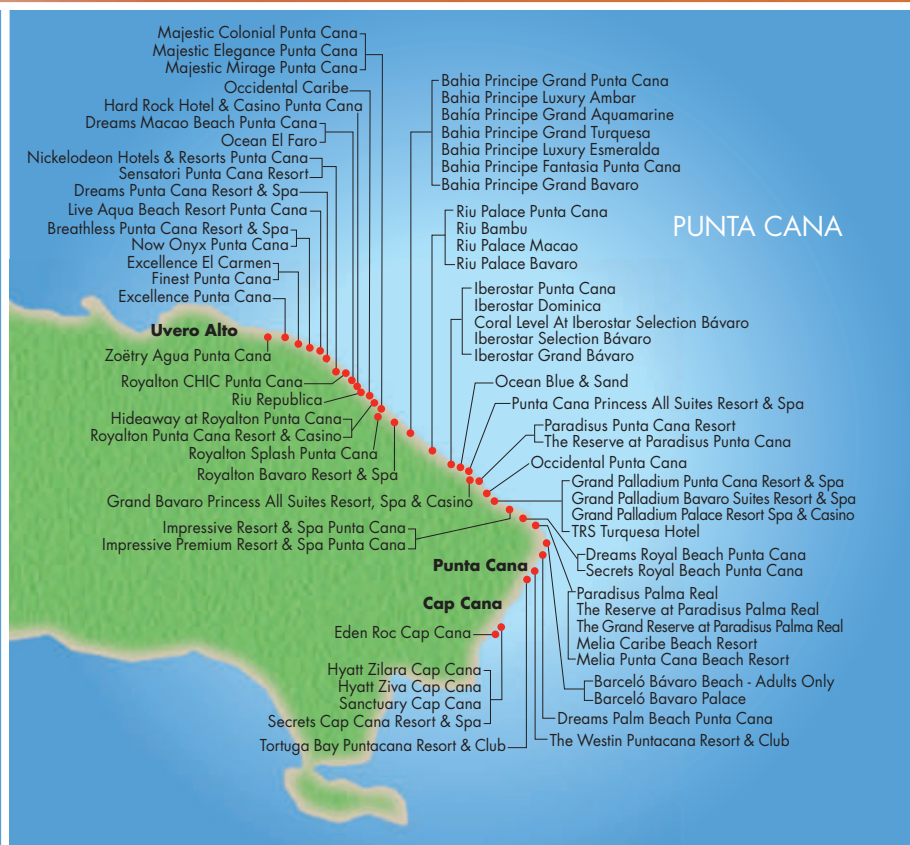 Majestic Colonial Punta Cana
Majestic Elegance Punta Cana
Majestic Mirage Punta Cana
Occidental Caribe
Hard Rock Hotel & Casino Punta Cana
Dreams Macao Beach Punta Cana
Ocean El Faro
Nickelodeon Hotels & Resorts Punta Cana
Sensatori Punta Cana Resort
Dreams Punta Cana Resort & Spa
Live Aqua Beach Resort Punta Cana
Breathless Punta Cana Resort & Spa
Now Onyx Punta Cana
Excellence El Carmen
Finest Punta Cana
Excellence Punta Cana
Uvero Alto
Zoëtry Agua Punta Cana
Royalton CHIC Punta Cana
Riu Republica
Hideaway at Royalton Punta Cana
Royalton Punta Cana Resort & Casino
Royalton Splash Punta Cana
Royalton Bavaro Resort & Spa
Grand Bavaro Princess All Suites Resort, Spa & Casino
Impressive Resort & Spa Punta Cana
Impressive Premium Resort & Spa Punta Cana
Punta Cana
Cap Cana
Eden Roc Cap Cana
Hyatt Zilara Cap Cana
Hyatt Ziva Cap Cana
Sanctuary Cap Cana
Secrets Cap Cana Resort & Spa
Tortuga Bay Puntacana Resort & Club
Bahia Principe Grand Punta Cana
Bahia Principe Luxury Ambar
Bahía Principe Grand Aquamarine
Bahia Principe Grand Turquesa
Bahia Principe Luxury Esmeralda
Bahia Principe Fantasia Punta Cana
Bahia Principe Grand Bavaro
Riu Palace Punta Cana
Riu Bambu
Riu Palace Macao
Riu Palace Bavaro
PUNTA CANA
Iberostar Punta Cana
Iberostar Dominica
Coral Level At Iberostar Selection Bávaro
Iberostar Selection Bávaro
Iberostar Grand Bávaro
Ocean Blue & Sand
Punta Cana Princess All Suites Resort & Spa
Paradisus Punta Cana Resort
The Reserve at Paradisus Punta Cana
Occidental Punta Cana
Grand Palladium Punta Cana Resort & Spa
Grand Palladium Bavaro Suites Resort & Spa
Grand Palladium Palace Resort Spa & Casino
TRS Turquesa Hotel
Dreams Royal Beach Punta Cana
Secrets Royal Beach Punta Cana
Paradisus Palma Real
The Reserve at Paradisus Palma Real
The Grand Reserve at Paradisus Palma Real
Melia Caribe Beach Resort
Melia Punta Cana Beach Resort
Barceló Bávaro Beach - Adults Only
Barceló Bavaro Palace
Dreams Palm Beach Punta Cana
The Westin Puntacana Resort & Club